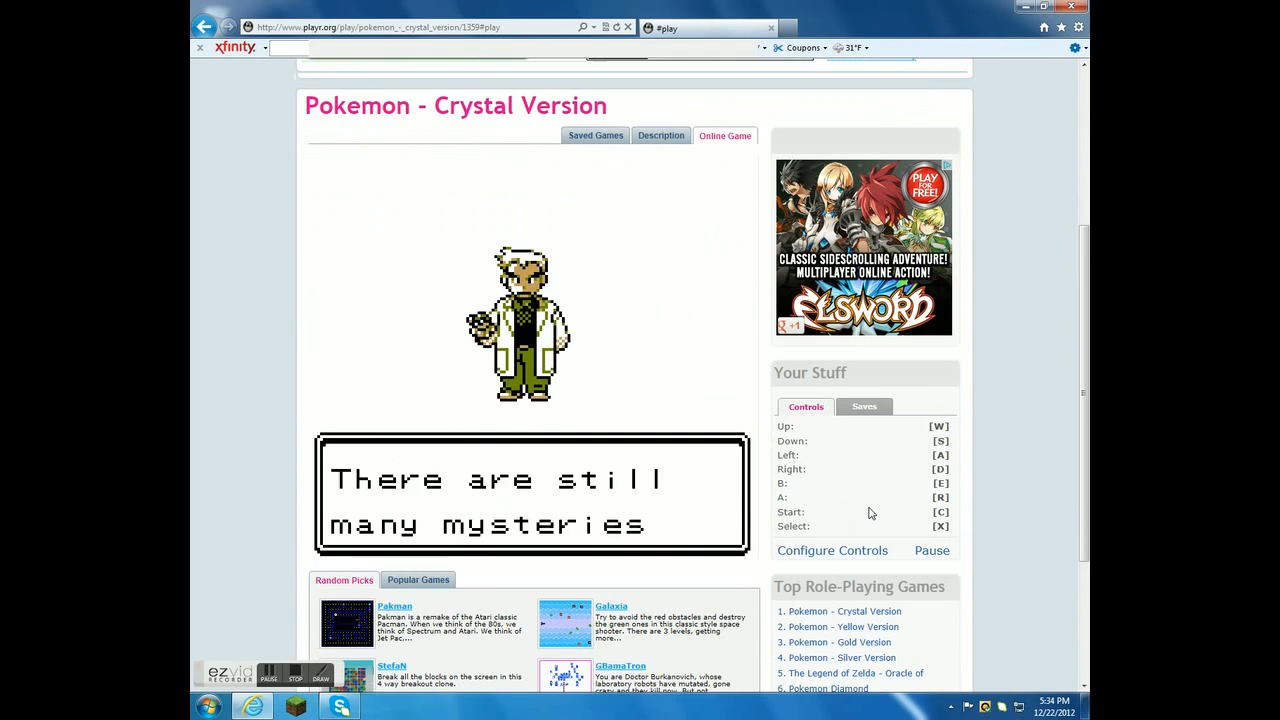 http://www.playr.org/play/pokemon_-_crystal_version/1359#play
#play
xfinity
Coupons
31°F
Pokemon - Crystal Version
Saved Games
Description
Online Game
PLAY FOR FREE!
CLASSIC SIDESCROLLING ADVENTURE!
MULTIPLAYER ONLINE ACTION!
ELSWORD
+1
There are still
many mysteries
Your Stuff
Controls
Saves
Up: [W]
Down: [S]
Left: [A]
Right: [D]
B: [E]
A: [R]
Start: [C]
Select: [X]
Configure Controls
Pause
Random Picks
Popular Games
Pakman
Pakman is a remake of the Atari classic
Pacman. When we think of the 80s, we
think of Spectrum and Atari. We think of
Jet Pac,...
Galaxia
Try to avoid the red obstacles and destroy
the green ones in this classic style space
shooter. There are 3 levels, getting
more...
StefaN
Break all the blocks on the screen in this
4 way breakout clone.
GBamaTron
You are Doctor Burkanovich, whose
laboratory robots have mutated, gone
crazy and they kill now. But not
Top Role-Playing Games
1. Pokemon - Crystal Version
2. Pokemon - Yellow Version
3. Pokemon - Gold Version
4. Pokemon - Silver Version
5. The Legend of Zelda - Oracle of
6. Pokemon Diamond
ezvid
RECORDER
PAUSE
STOP
DRAW
5:34 PM
12/22/2012